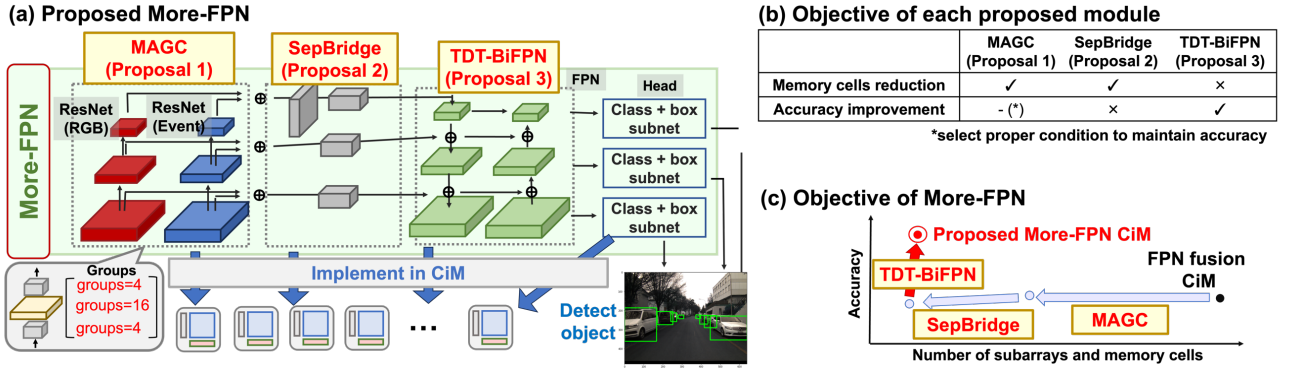 (a) Proposed More-FPN
MAGC
(Proposal 1)
SepBridge
(Proposal 2)
TDT-BiFPN
(Proposal 3)
FPN
Head
More-FPN
ResNet
(RGB)
ResNet
(Event)
Class + box
subnet
Class + box
subnet
Class + box
subnet
Groups
groups=4
groups=16
groups=4
Implement in CiM
...
Detect
object
(b) Objective of each proposed module
MAGC
(Proposal 1)
SepBridge
(Proposal 2)
TDT-BiFPN
(Proposal 3)
Memory cells reduction ✓ ✓ ×
Accuracy improvement - (*) × ✓
*select proper condition to maintain accuracy
(c) Objective of More-FPN
Accuracy
Proposed More-FPN CiM
TDT-BiFPN
FPN fusion
CiM
SepBridge
MAGC
Number of subarrays and memory cells